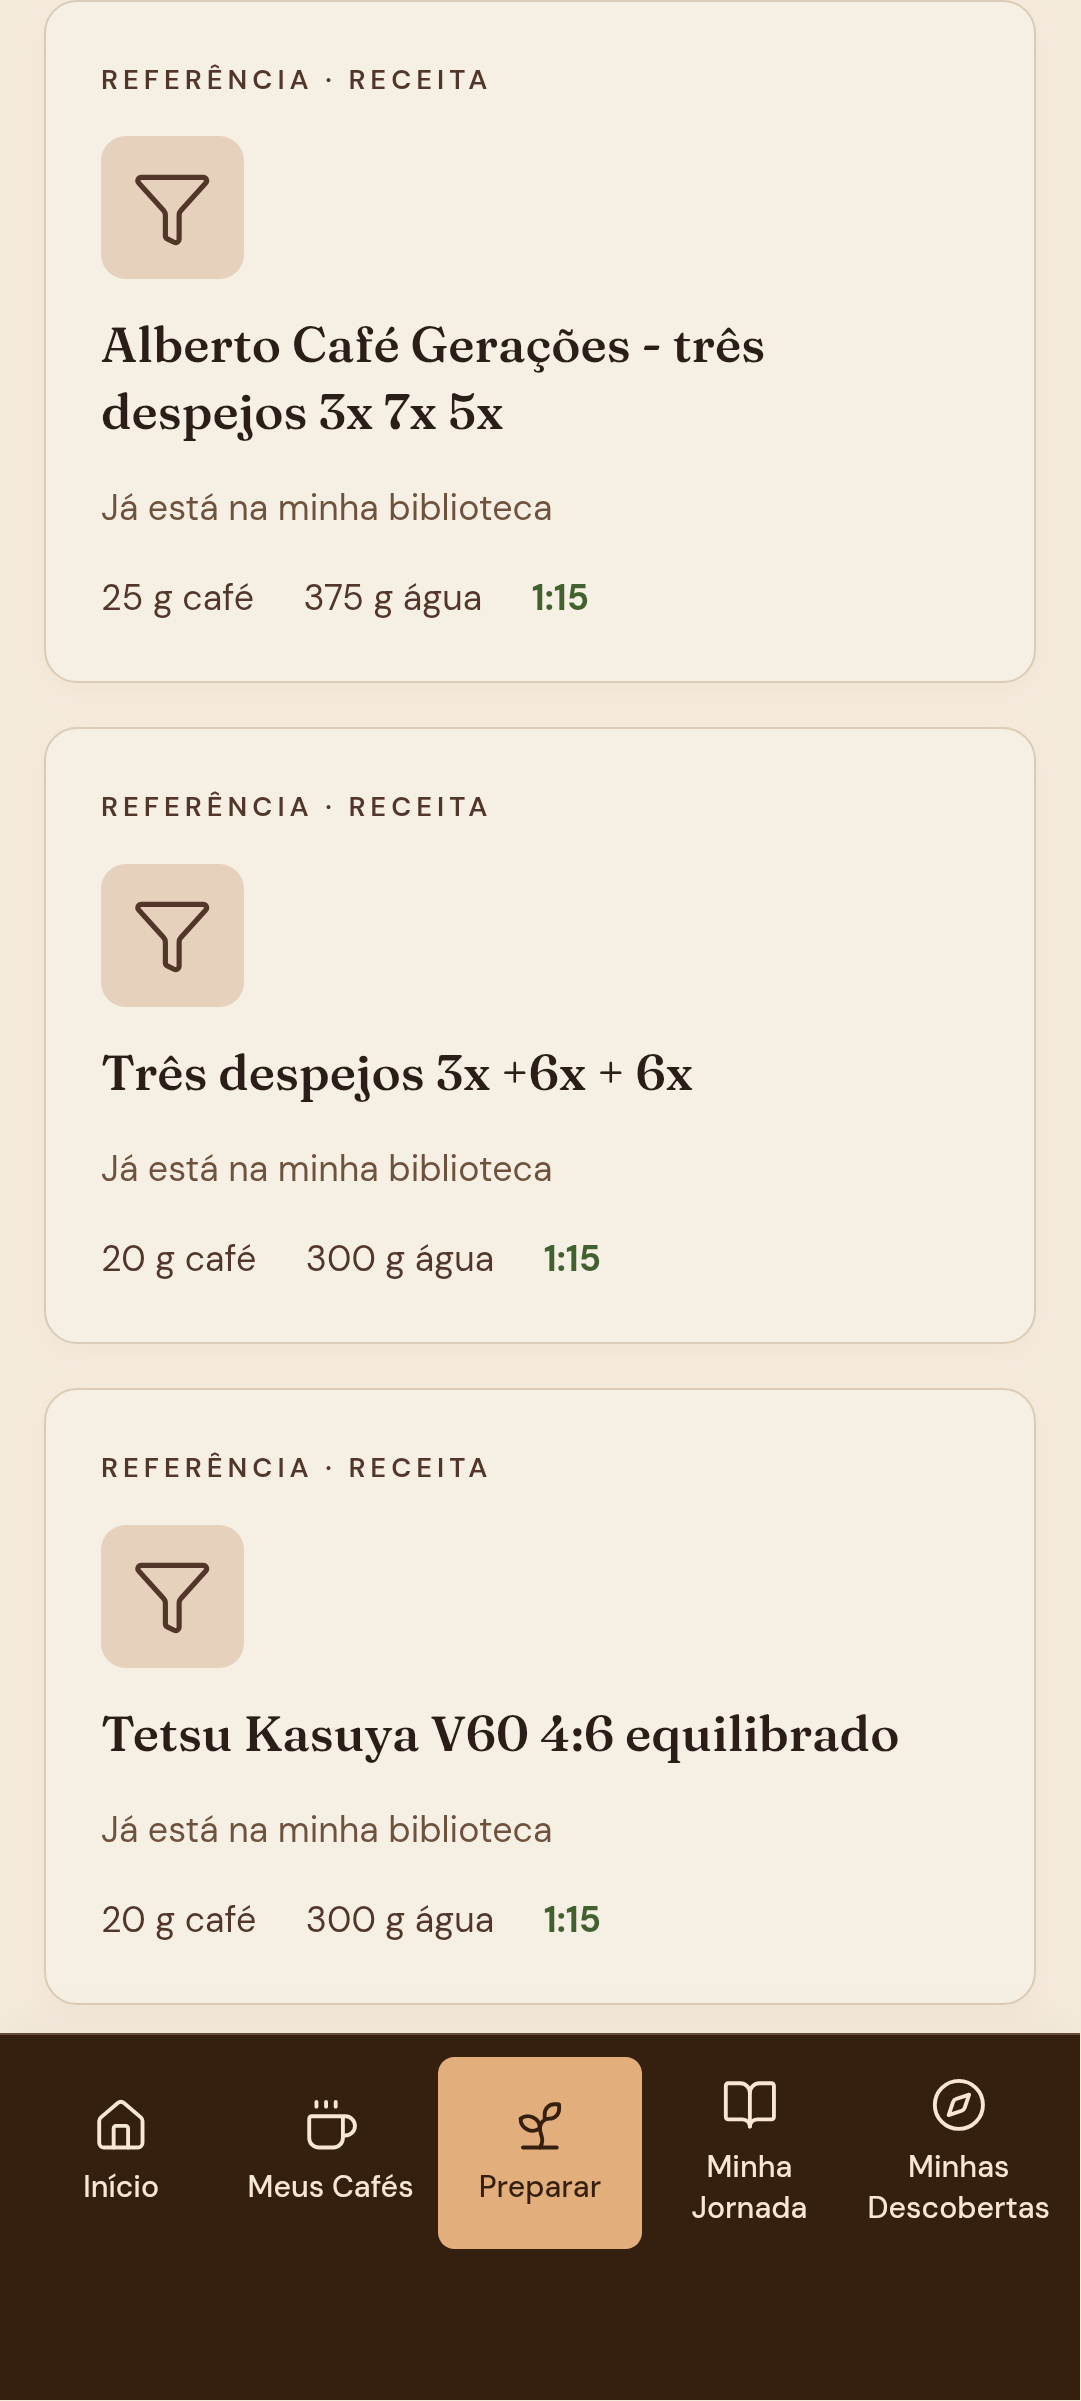 REFERÊNCIA · RECEITA
Alberto Café Gerações - três
despejos 3x 7x 5x
Já está na minha biblioteca
25 g café 375 g água 1:15
REFERÊNCIA · RECEITA
Três despejos 3x +6x + 6x
Já está na minha biblioteca
20 g café 300 g água 1:15
REFERÊNCIA · RECEITA
Tetsu Kasuya V60 4:6 equilibrado
Já está na minha biblioteca
20 g café 300 g água 1:15
Início
Meus Cafés
Preparar
Minha
Jornada
Minhas
Descobertas